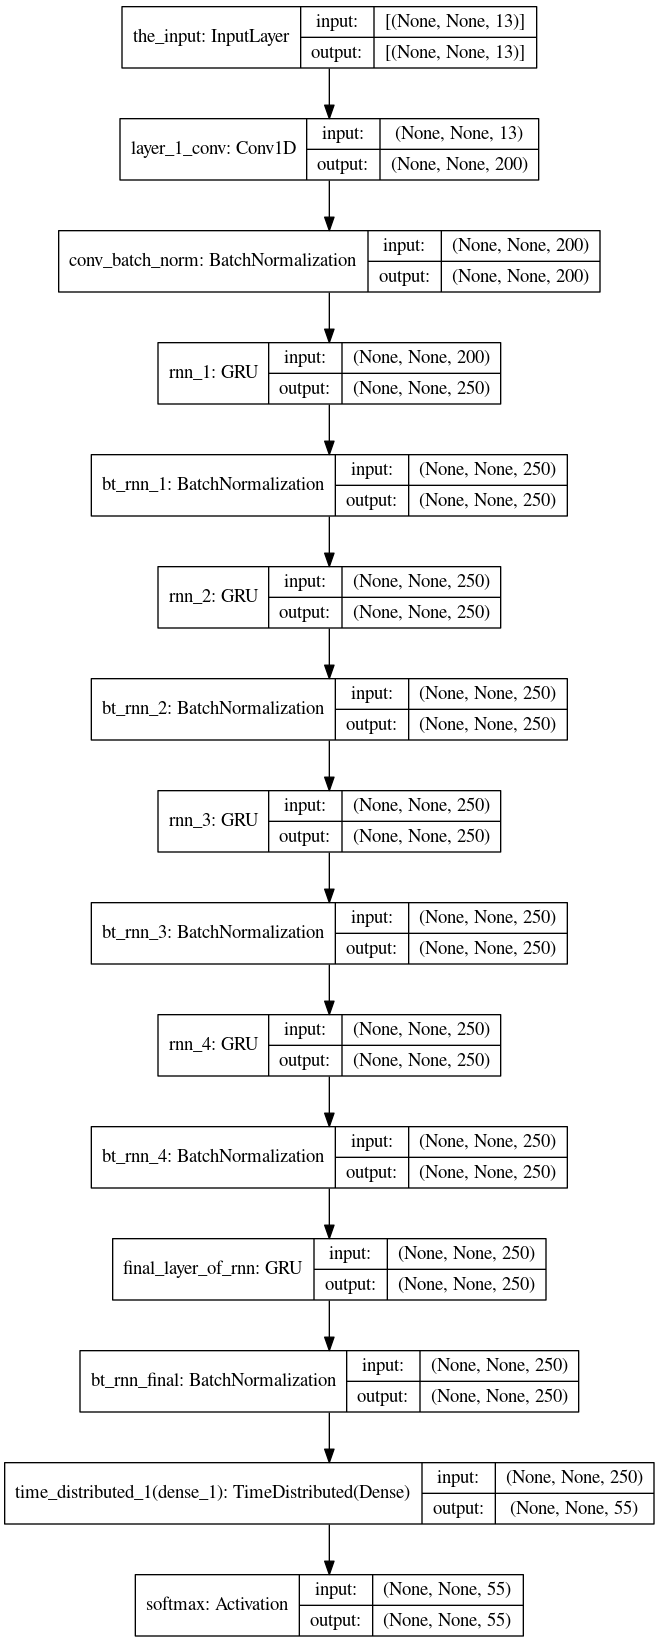 the_input: InputLayer
input: [(None, None, 13)]
output: [(None, None, 13)]
layer_1_conv: Conv1D
input: (None, None, 13)
output: (None, None, 200)
conv_batch_norm: BatchNormalization
input: (None, None, 200)
output: (None, None, 200)
rnn_1: GRU
input: (None, None, 200)
output: (None, None, 250)
bt_rnn_1: BatchNormalization
input: (None, None, 250)
output: (None, None, 250)
rnn_2: GRU
input: (None, None, 250)
output: (None, None, 250)
bt_rnn_2: BatchNormalization
input: (None, None, 250)
output: (None, None, 250)
rnn_3: GRU
input: (None, None, 250)
output: (None, None, 250)
bt_rnn_3: BatchNormalization
input: (None, None, 250)
output: (None, None, 250)
rnn_4: GRU
input: (None, None, 250)
output: (None, None, 250)
bt_rnn_4: BatchNormalization
input: (None, None, 250)
output: (None, None, 250)
final_layer_of_rnn: GRU
input: (None, None, 250)
output: (None, None, 250)
bt_rnn_final: BatchNormalization
input: (None, None, 250)
output: (None, None, 250)
time_distributed_1(dense_1): TimeDistributed(Dense)
input: (None, None, 250)
output: (None, None, 55)
softmax: Activation
input: (None, None, 55)
output: (None, None, 55)